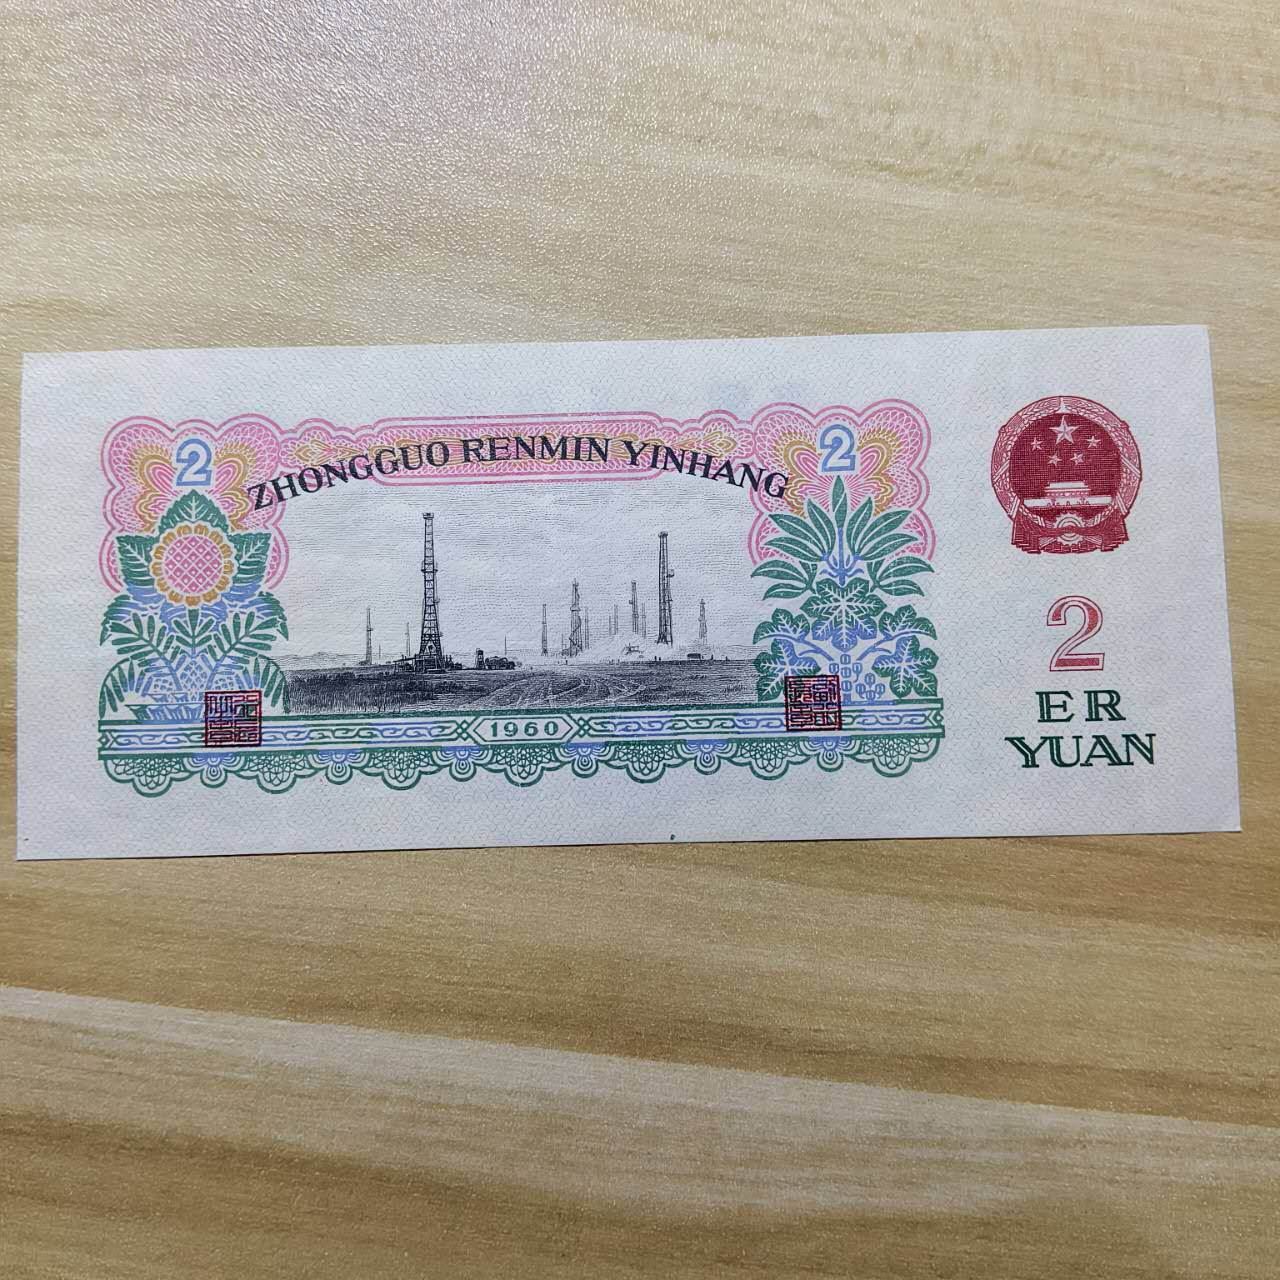 2
2
ZHONGGUO RENMIN YINHANG
1960
2
ER
YUAN